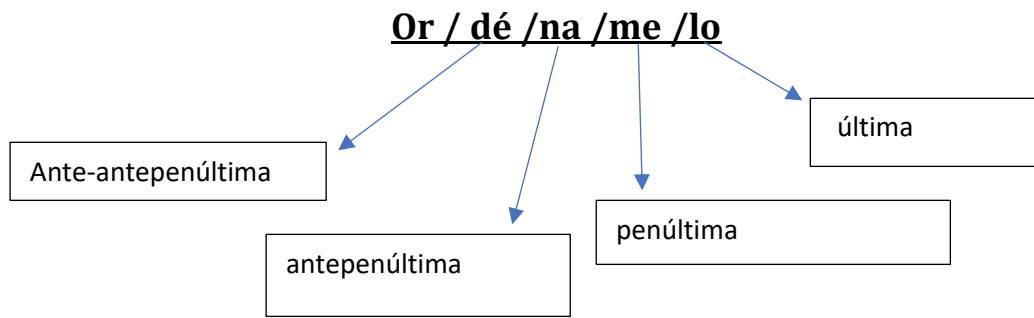 Or / dé /na /me /lo
última
Ante-antepenúltima
penúltima
antepenúltima